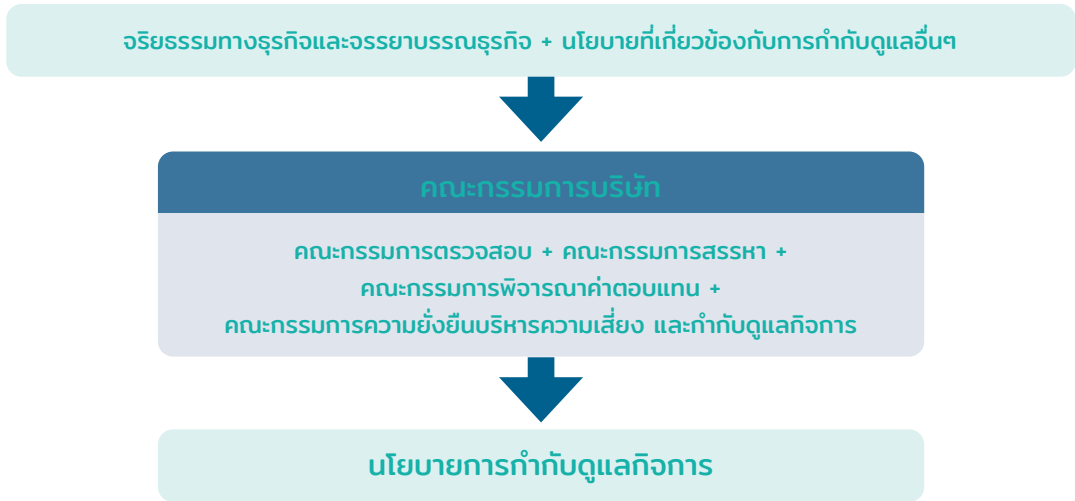 จริยธรรมทางธุรกิจและจรรยาบรรณธุรกิจ + นโยบายที่เกี่ยวข้องกับการกำกับดูแลอื่นๆ
คณะกรรมการบริษัท
คณะกรรมการตรวจสอบ + คณะกรรมการสรรหา +
คณะกรรมการพิจารณาค่าตอบแทน +
คณะกรรมการความยั่งยืนบริหารความเสี่ยง และกำกับดูแลกิจการ
นโยบายการกำกับดูแลกิจการ